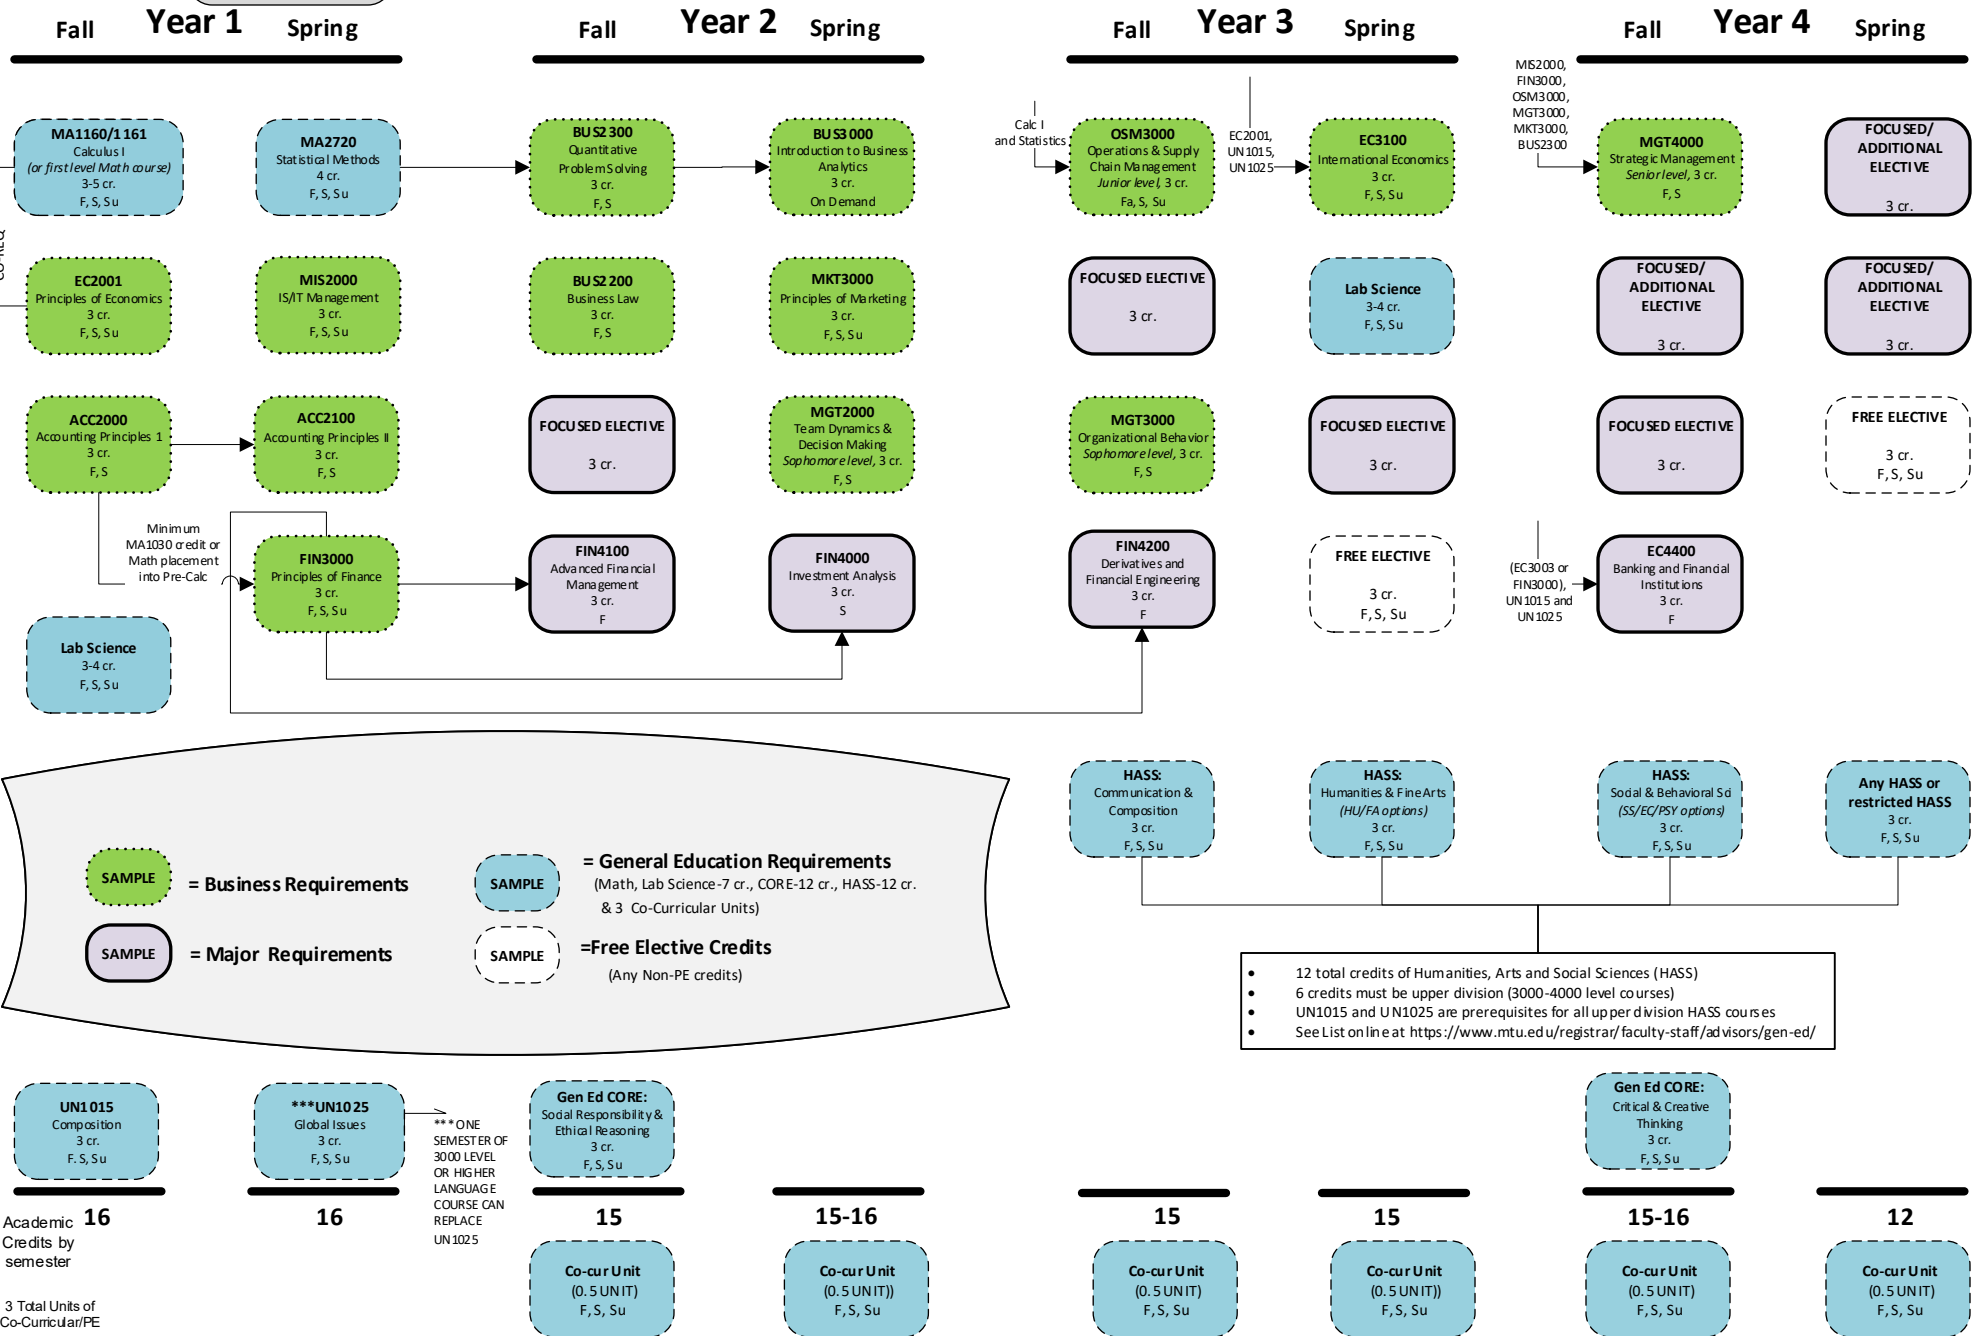 Year 1
Fall
Spring
Year 2
Fall
Spring
Year 3
Fall
Spring
Year 4
Fall
Spring
MA1160/1161
Calculus I
(or first level Math course)
3-5 cr.
F, S, Su
MA2720
Statistical Methods
4 cr.
F, S, Su
BUS2300
Quantitative
Problem Solving
3 cr.
F, S
BUS3000
Introduction to Business
Analytics
3 cr.
On Demand
Calc I
and Statistics
OSM3000
Operations & Supply
Chain Management
Junior level, 3 cr.
Fa, S, Su
EC2001,
UN1015,
UN1025
EC3100
International Economics
3 cr.
F, S, Su
MIS2000,
FIN3000,
OSM3000,
MGT3000,
MKT3000,
BUS2300
MGT4000
Strategic Management
Senior level, 3 cr.
F, S
FOCUSED/
ADDITIONAL
ELECTIVE
3 cr.
CO-REQ
EC2001
Principles of Economics
3 cr.
F, S, Su
MIS2000
IS/IT Management
3 cr.
F, S, Su
BUS2200
Business Law
3 cr.
F, S
MKT3000
Principles of Marketing
3 cr.
F, S, Su
FOCUSED ELECTIVE
3 cr.
Lab Science
3-4 cr.
F, S, Su
FOCUSED/
ADDITIONAL
ELECTIVE
3 cr.
FOCUSED/
ADDITIONAL
ELECTIVE
3 cr.
ACC2000
Accounting Principles 1
3 cr.
F, S
ACC2100
Accounting Principles II
3 cr.
F, S
FOCUSED ELECTIVE
3 cr.
MGT2000
Team Dynamics &
Decision Making
Sophomore level, 3 cr.
F, S
MGT3000
Organizational Behavior
Sophomore level, 3 cr.
F, S
FOCUSED ELECTIVE
3 cr.
FOCUSED ELECTIVE
3 cr.
FREE ELECTIVE
3 cr.
F, S, Su
Minimum
MA1030 credit or
Math placement
into Pre-Calc
FIN3000
Principles of Finance
3 cr.
F, S, Su
FIN4100
Advanced Financial
Management
3 cr.
F
FIN4000
Investment Analysis
3 cr.
S
FIN4200
Derivatives and
Financial Engineering
3 cr.
F
FREE ELECTIVE
3 cr.
F, S, Su
(EC3003 or
FIN3000),
UN1015 and
UN1025
EC4400
Banking and Financial
Institutions
3 cr.
F
Lab Science
3-4 cr.
F, S, Su
HASS:
Communication &
Composition
3 cr.
F, S, Su
HASS:
Humanities & Fine Arts
(HU/FA options)
3 cr.
F, S, Su
HASS:
Social & Behavioral Sci
(SS/EC/PSY options)
3 cr.
F, S, Su
Any HASS or
restricted HASS
3 cr.
F, S, Su
SAMPLE
= Business Requirements
SAMPLE
= General Education Requirements
(Math, Lab Science-7 cr., CORE-12 cr., HASS-12 cr.
& 3 Co-Curricular Units)
SAMPLE
= Major Requirements
SAMPLE
=Free Elective Credits
(Any Non-PE credits)
• 12 total credits of Humanities, Arts and Social Sciences (HASS)
• 6 credits must be upper division (3000-4000 level courses)
• UN1015 and UN1025 are prerequisites for all upper division HASS courses
• See List online at https://www.mtu.edu/registrar/faculty-staff/advisors/gen-ed/
UN1015
Composition
3 cr.
F. S, Su
***UN1025
Global Issues
3 cr.
F, S, Su
***ONE
SEMESTER OF
3000 LEVEL
OR HIGHER
LANGUAGE
COURSE CAN
REPLACE
UN1025
Gen Ed CORE:
Social Responsibility &
Ethical Reasoning
3 cr.
F, S, Su
Gen Ed CORE:
Critical & Creative
Thinking
3 cr.
F, S, Su
Academic
Credits by
semester
16
16
15
15-16
15
15
15-16
12
3 Total Units of
Co-Curricular/PE
Co-cur Unit
(0.5 UNIT)
F, S, Su
Co-cur Unit
(0.5 UNIT))
F, S, Su
Co-cur Unit
(0.5 UNIT)
F, S, Su
Co-cur Unit
(0.5 UNIT))
F, S, Su
Co-cur Unit
(0.5 UNIT)
F, S, Su
Co-cur Unit
(0.5 UNIT)
F, S, Su